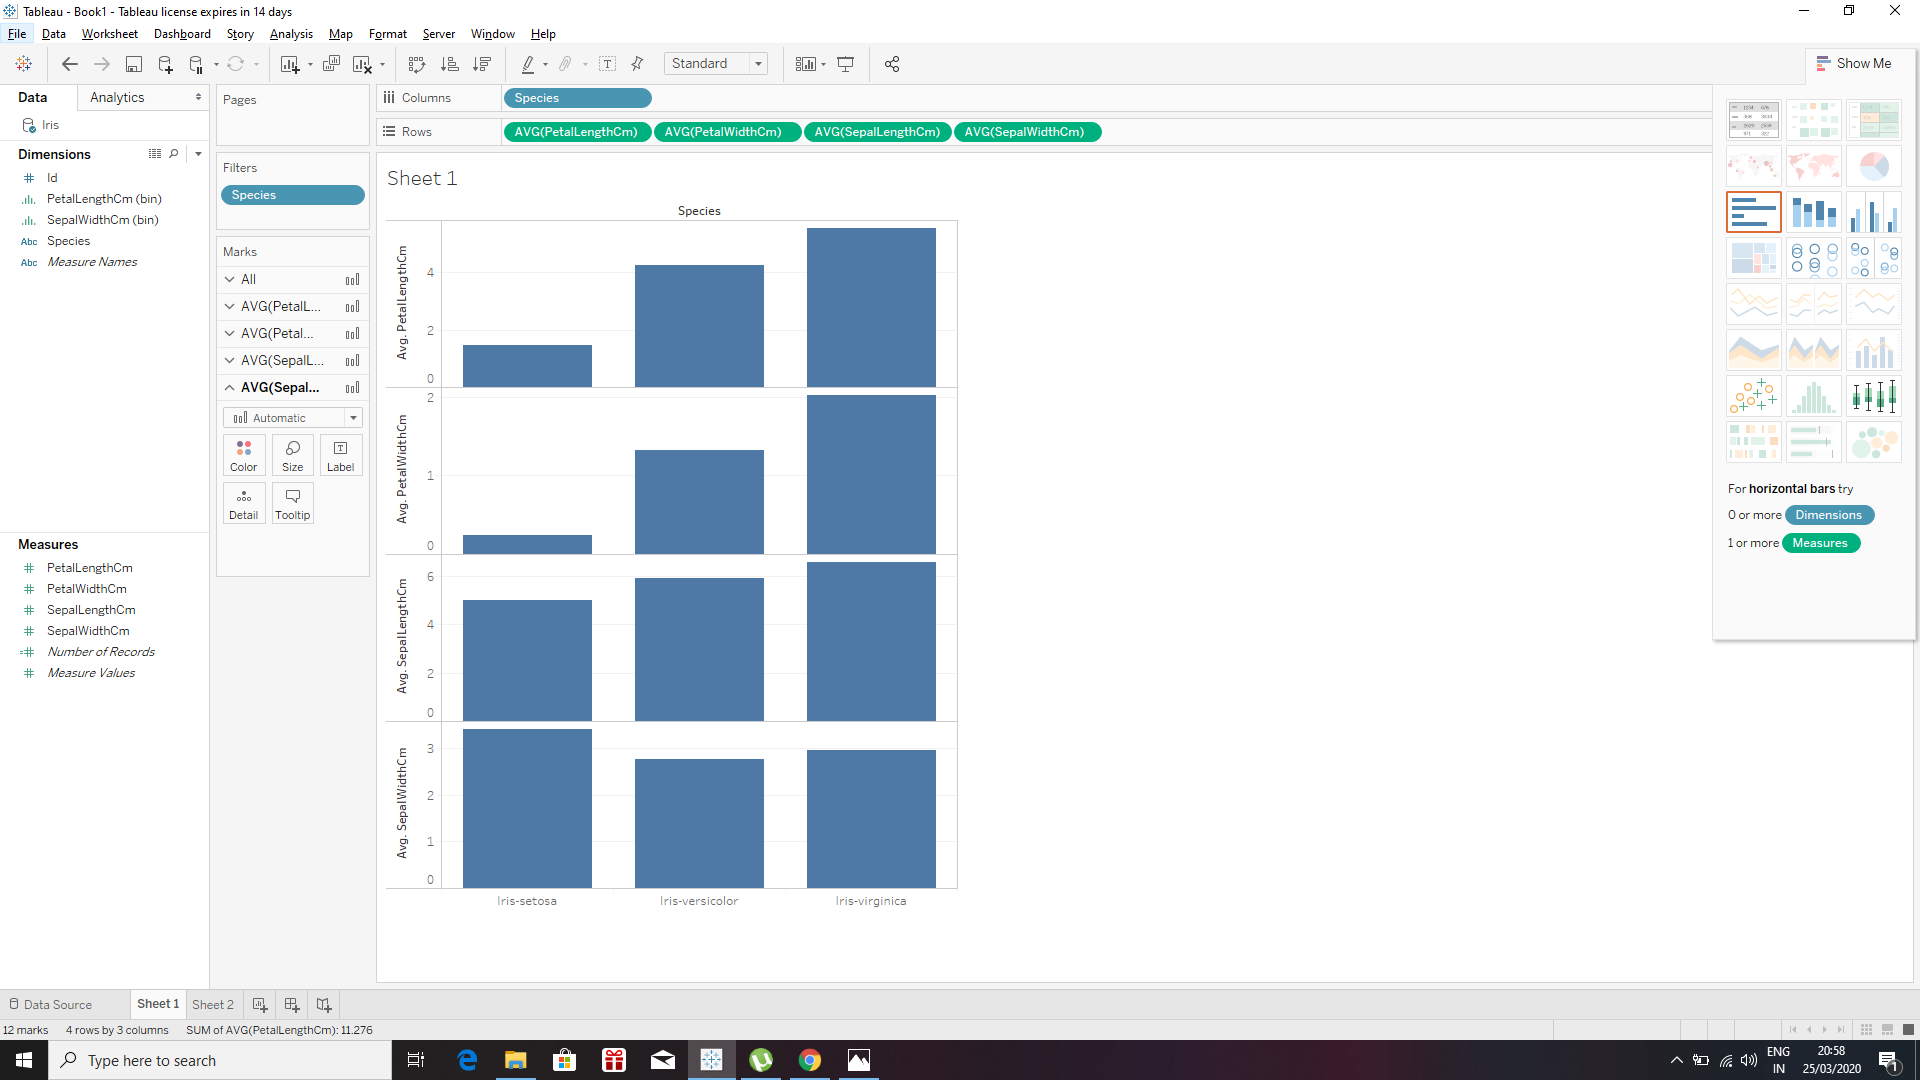 Tableau - Book1 - Tableau license expires in 14 days
File Data Worksheet Dashboard Story Analysis Map Format Server Window Help
Standard
Show Me
Data Analytics
Iris
Dimensions
Id
PetalLengthCm (bin)
SepalWidthCm (bin)
Abc Species
Abc Measure Names
Measures
PetalLengthCm
PetalWidthCm
SepalLengthCm
SepalWidthCm
Number of Records
Measure Values
Pages
Filters
Species
Marks
All
AVG(PetalL...
AVG(Petal...
AVG(SepalL...
AVG(Sepal...
Automatic
Color Size Label
Detail Tooltip
Columns Species
Rows AVG(PetalLengthCm) AVG(PetalWidthCm) AVG(SepalLengthCm) AVG(SepalWidthCm)
Sheet 1
Species
Avg. PetalLengthCm
4
2
0
Avg. PetalWidthCm
2
1
0
Avg. SepalLengthCm
6
4
2
0
Avg. SepalWidthCm
3
2
1
0
Iris-setosa Iris-versicolor Iris-virginica
For horizontal bars try
0 or more Dimensions
1 or more Measures
Data Source Sheet 1 Sheet 2
12 marks 4 rows by 3 columns SUM of AVG(PetalLengthCm): 11.276
Type here to search
ENG
IN
20:58
25/03/2020
1